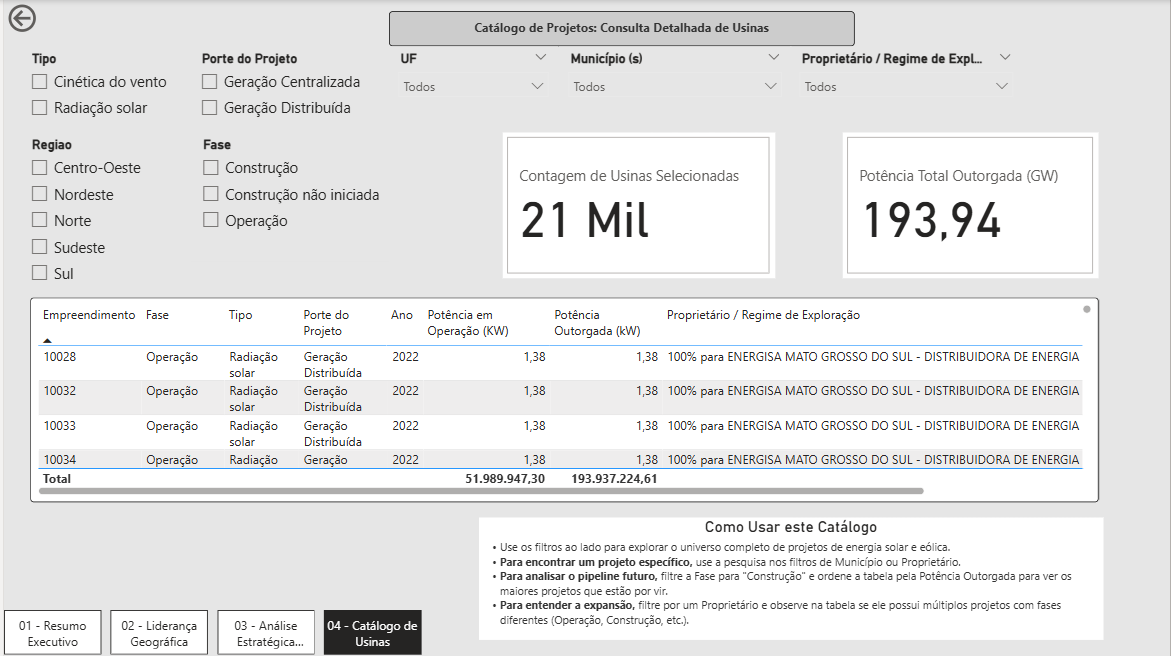 Catálogo de Projetos: Consulta Detalhada de Usinas
Tipo
Cinética do vento
Radiação solar
Porte do Projeto
Geração Centralizada
Geração Distribuída
UF
Todos
Município (s)
Todos
Proprietário / Regime de Expl...
Todos
Regiao
Centro-Oeste
Nordeste
Norte
Sudeste
Sul
Fase
Construção
Construção não iniciada
Operação
Contagem de Usinas Selecionadas
21 Mil
Potência Total Outorgada (GW)
193,94
Empreendimento Fase Tipo Porte do Projeto Ano Potência em Operação (KW) Potência Outorgada (kW) Proprietário / Regime de Exploração
10028 Operação Radiação solar Geração Distribuída 2022 1,38 1,38 100% para ENERGISA MATO GROSSO DO SUL - DISTRIBUIDORA DE ENERGIA
10032 Operação Radiação solar Geração Distribuída 2022 1,38 1,38 100% para ENERGISA MATO GROSSO DO SUL - DISTRIBUIDORA DE ENERGIA
10033 Operação Radiação solar Geração Distribuída 2022 1,38 1,38 100% para ENERGISA MATO GROSSO DO SUL - DISTRIBUIDORA DE ENERGIA
10034 Operação Radiação Geração 2022 1,38 1,38 100% para ENERGISA MATO GROSSO DO SUL - DISTRIBUIDORA DE ENERGIA
Total 51.989.947,30 193.937.224,61
Como Usar este Catálogo
• Use os filtros ao lado para explorar o universo completo de projetos de energia solar e eólica.
• Para encontrar um projeto específico, use a pesquisa nos filtros de Município ou Proprietário.
• Para analisar o pipeline futuro, filtre a Fase para "Construção" e ordene a tabela pela Potência Outorgada para ver os
maiores projetos que estão por vir.
• Para entender a expansão, filtre por um Proprietário e observe na tabela se ele possui múltiplos projetos com fases
diferentes (Operação, Construção, etc.).
01 - Resumo
Executivo
02 - Liderança
Geográfica
03 - Análise
Estratégica...
04 - Catálogo de
Usinas